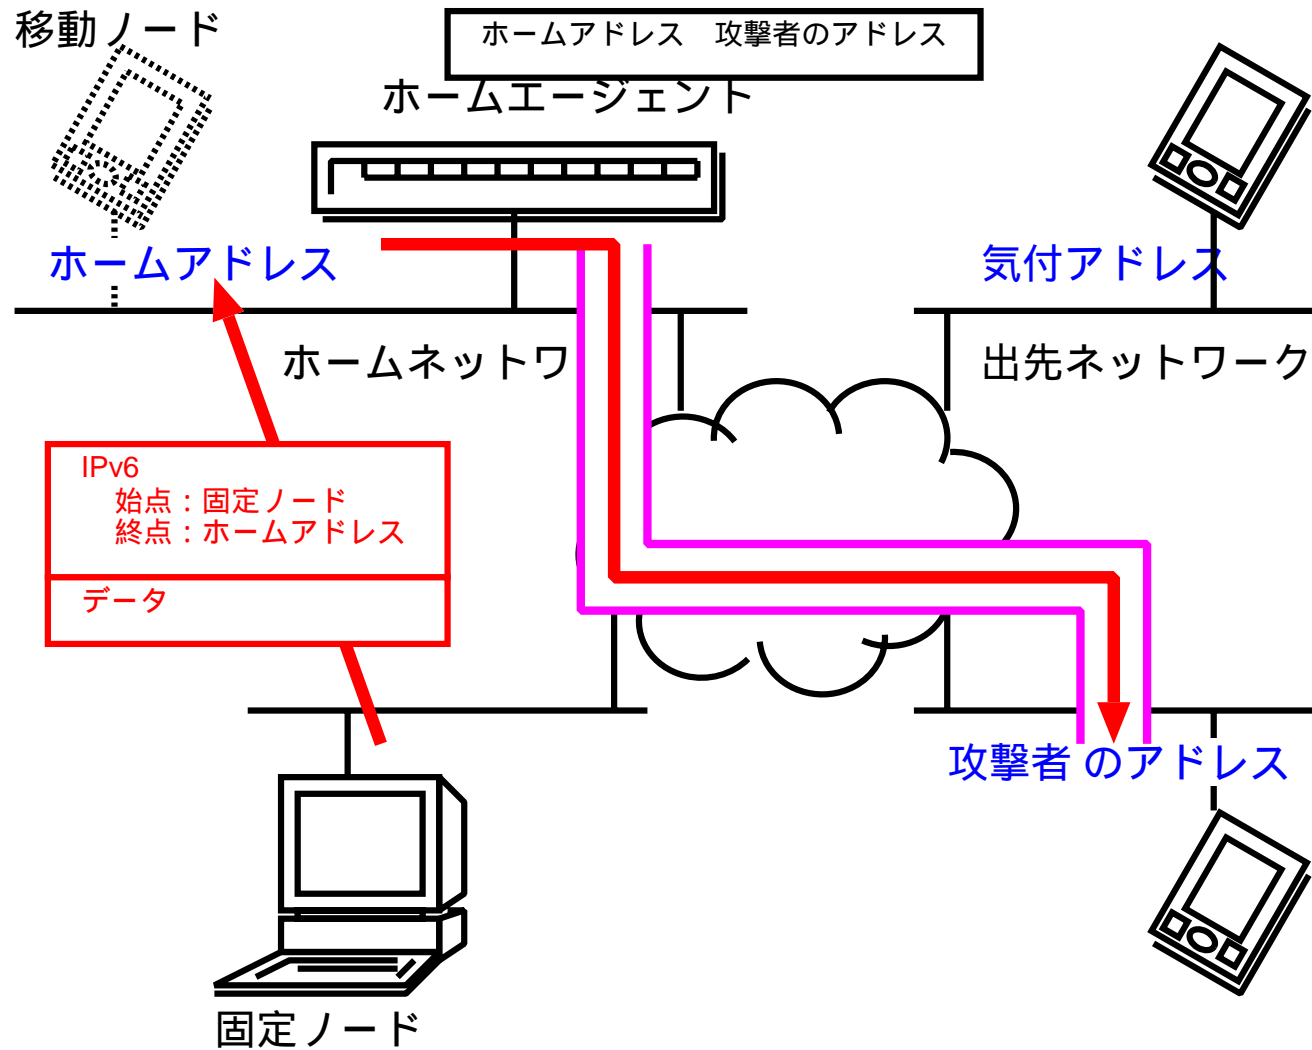 移動ノード
ホームアドレス　攻撃者のアドレス
ホームエージェント
ホームアドレス
気付アドレス
ホームネットワ
出先ネットワーク
IPv6
始点：固定ノード
終点：ホームアドレス
データ
攻撃者 のアドレス
固定ノード